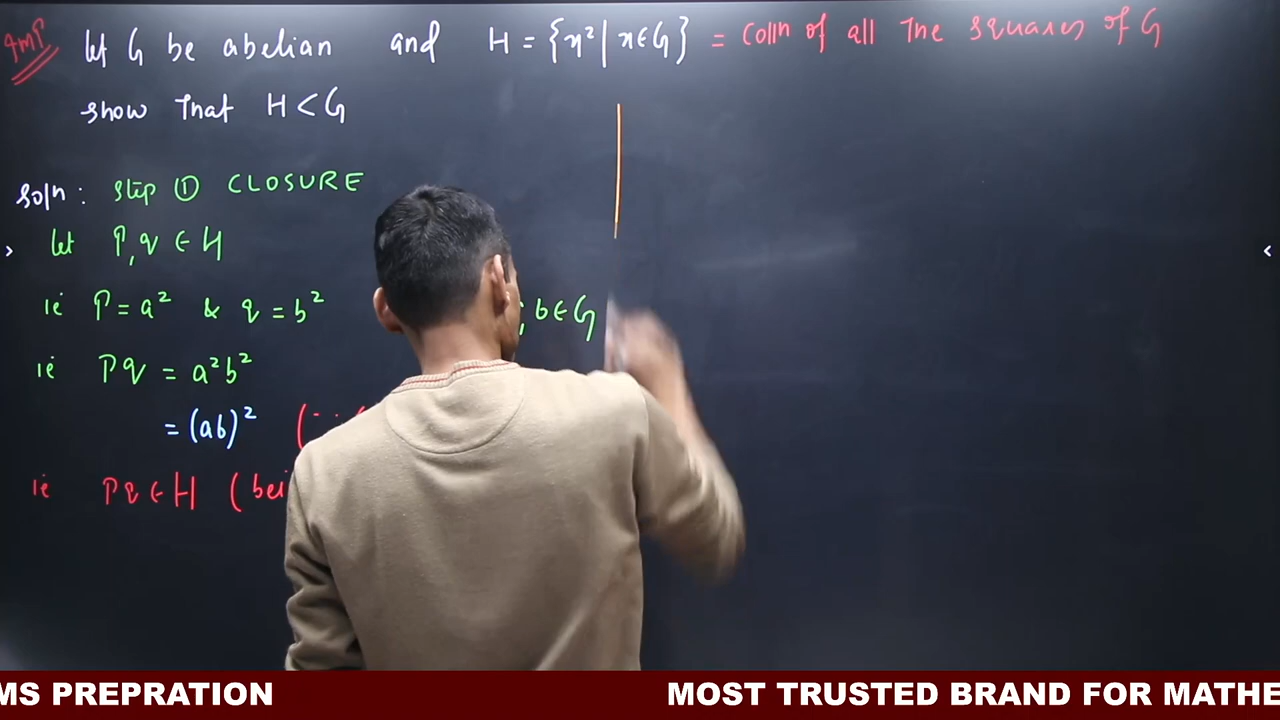 Imp let G be abelian and H = {x² | x∈G} = Colln of all The squares of G
show That H < G
Soln : Step ① CLOSURE
let P, q ∈ H
ie P = a² & q = b² ; b∈G
ie Pq = a²b²
= (ab)² (∵
ie Pq ∈ H (bei
MS PREPRATION MOST TRUSTED BRAND FOR MATHE